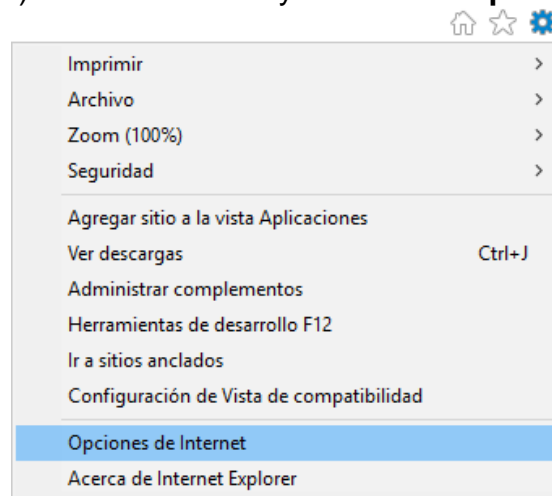 Imprimir
Archivo
Zoom (100%)
Seguridad
Agregar sitio a la vista Aplicaciones
Ver descargas Ctrl+J
Administrar complementos
Herramientas de desarrollo F12
Ir a sitios anclados
Configuración de Vista de compatibilidad
Opciones de Internet
Acerca de Internet Explorer